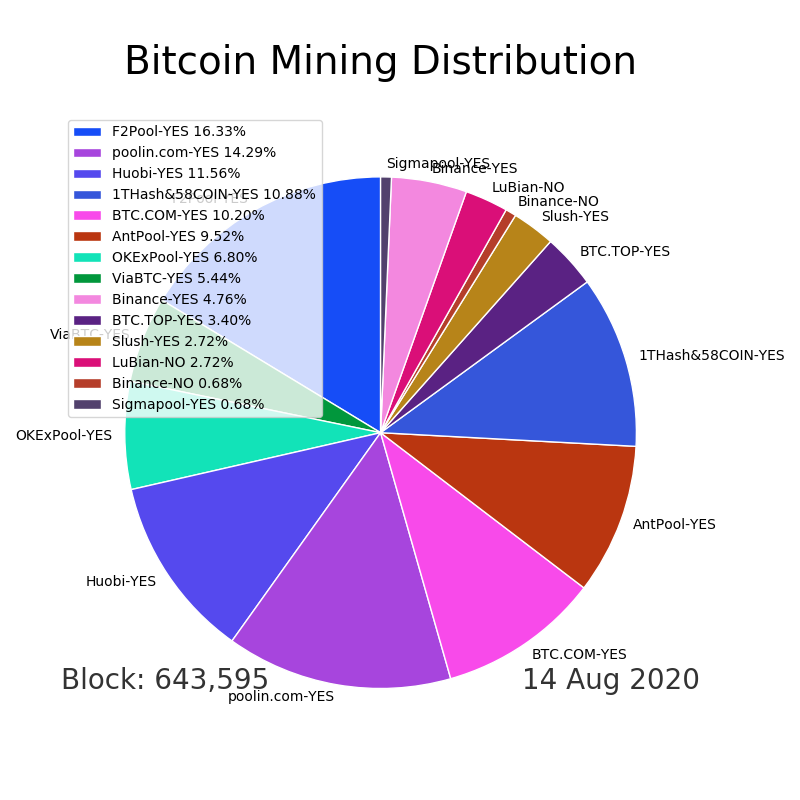 Bitcoin Mining Distribution
F2Pool-YES 16.33%
poolin.com-YES 14.29%
Huobi-YES 11.56%
1THash&58COIN-YES 10.88%
BTC.COM-YES 10.20%
AntPool-YES 9.52%
OKExPool-YES 6.80%
ViaBTC-YES 5.44%
Binance-YES 4.76%
BTC.TOP-YES 3.40%
Slush-YES 2.72%
LuBian-NO 2.72%
Binance-NO 0.68%
Sigmapool-YES 0.68%
Sigmapool-YES
Binance-YES
LuBian-NO
Binance-NO
Slush-YES
BTC.TOP-YES
1THash&58COIN-YES
AntPool-YES
BTC.COM-YES
poolin.com-YES
Huobi-YES
OKExPool-YES
ViaBTC-YES
F2Pool-YES
Block: 643,595
14 Aug 2020